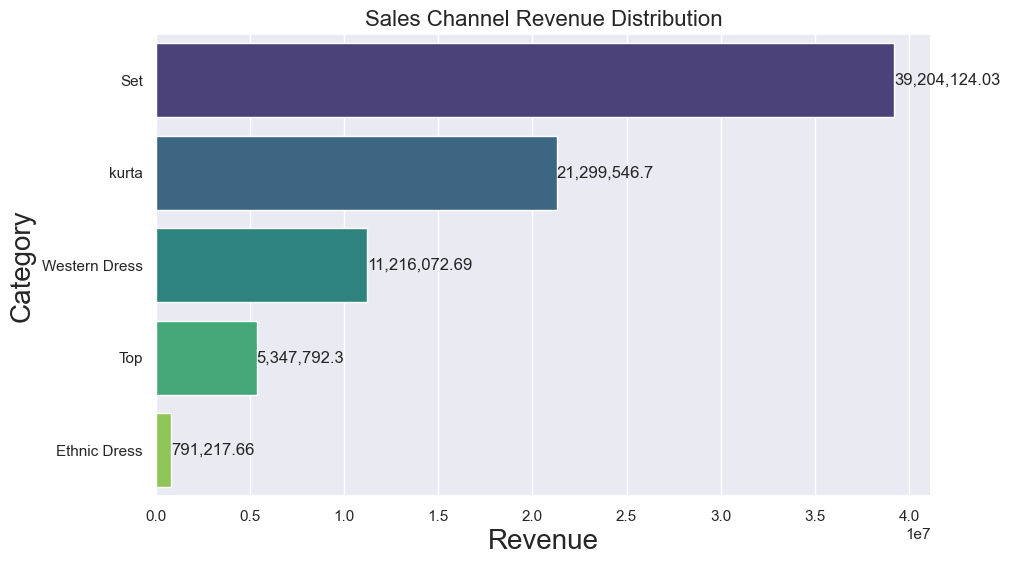 Sales Channel Revenue Distribution
Category
Set
39,204,124.03
kurta
21,299,546.7
Western Dress
11,216,072.69
Top
5,347,792.3
Ethnic Dress
791,217.66
0.0 0.5 1.0 1.5 2.0 2.5 3.0 3.5 4.0
1e7
Revenue